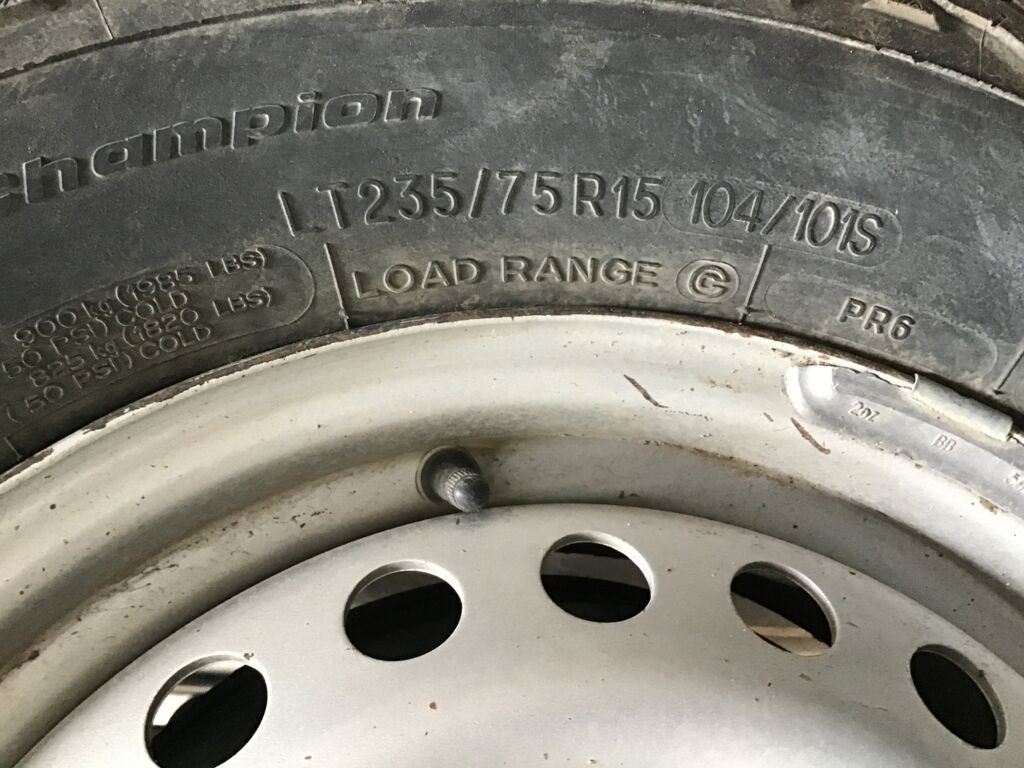 champion
LT235/75R15 104/101S
LOAD RANGE C
PR6
900 kg (1985 LBS)
50 PSI) COLD
825 kg (1820 LBS)
(50 PSI) COLD
2oz
BR